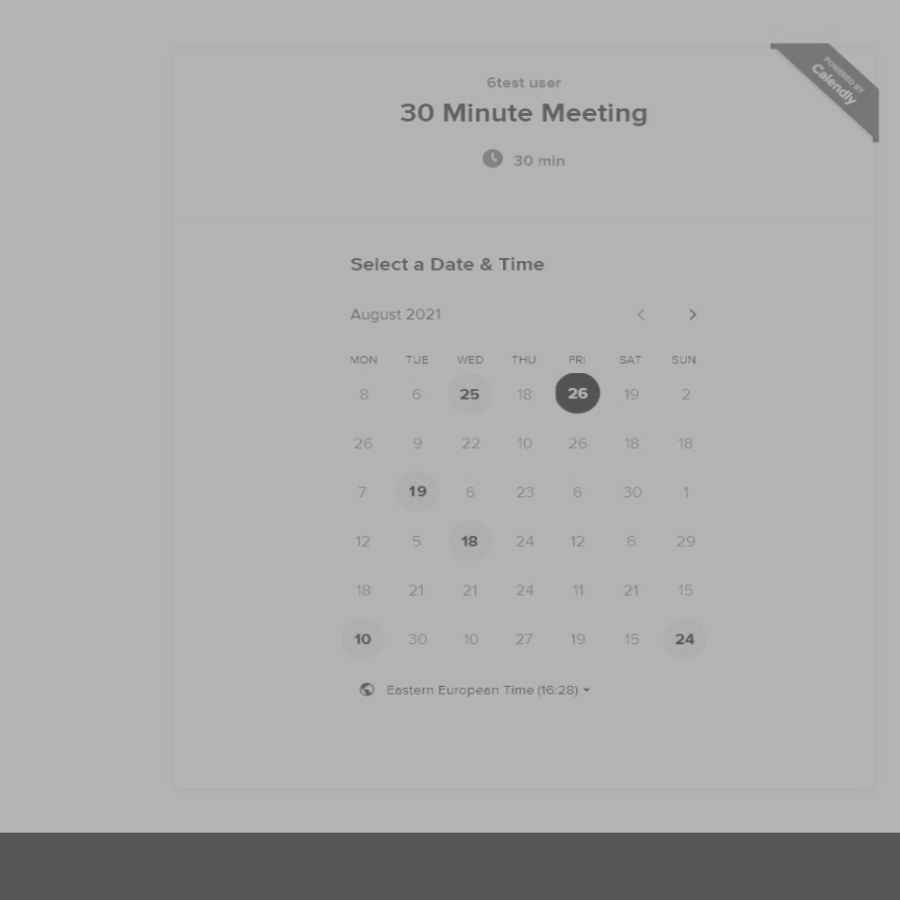 POWERED BY
Calendly
6test user
30 Minute Meeting
30 min
Select a Date & Time
August 2021
MON TUE WED THU FRI SAT SUN
8 6 25 18 26 19 2
26 9 22 10 26 18 18
7 19 6 23 6 30 1
12 5 18 24 12 6 29
18 21 21 24 11 21 15
10 30 10 27 19 15 24
Eastern European Time (16:28)